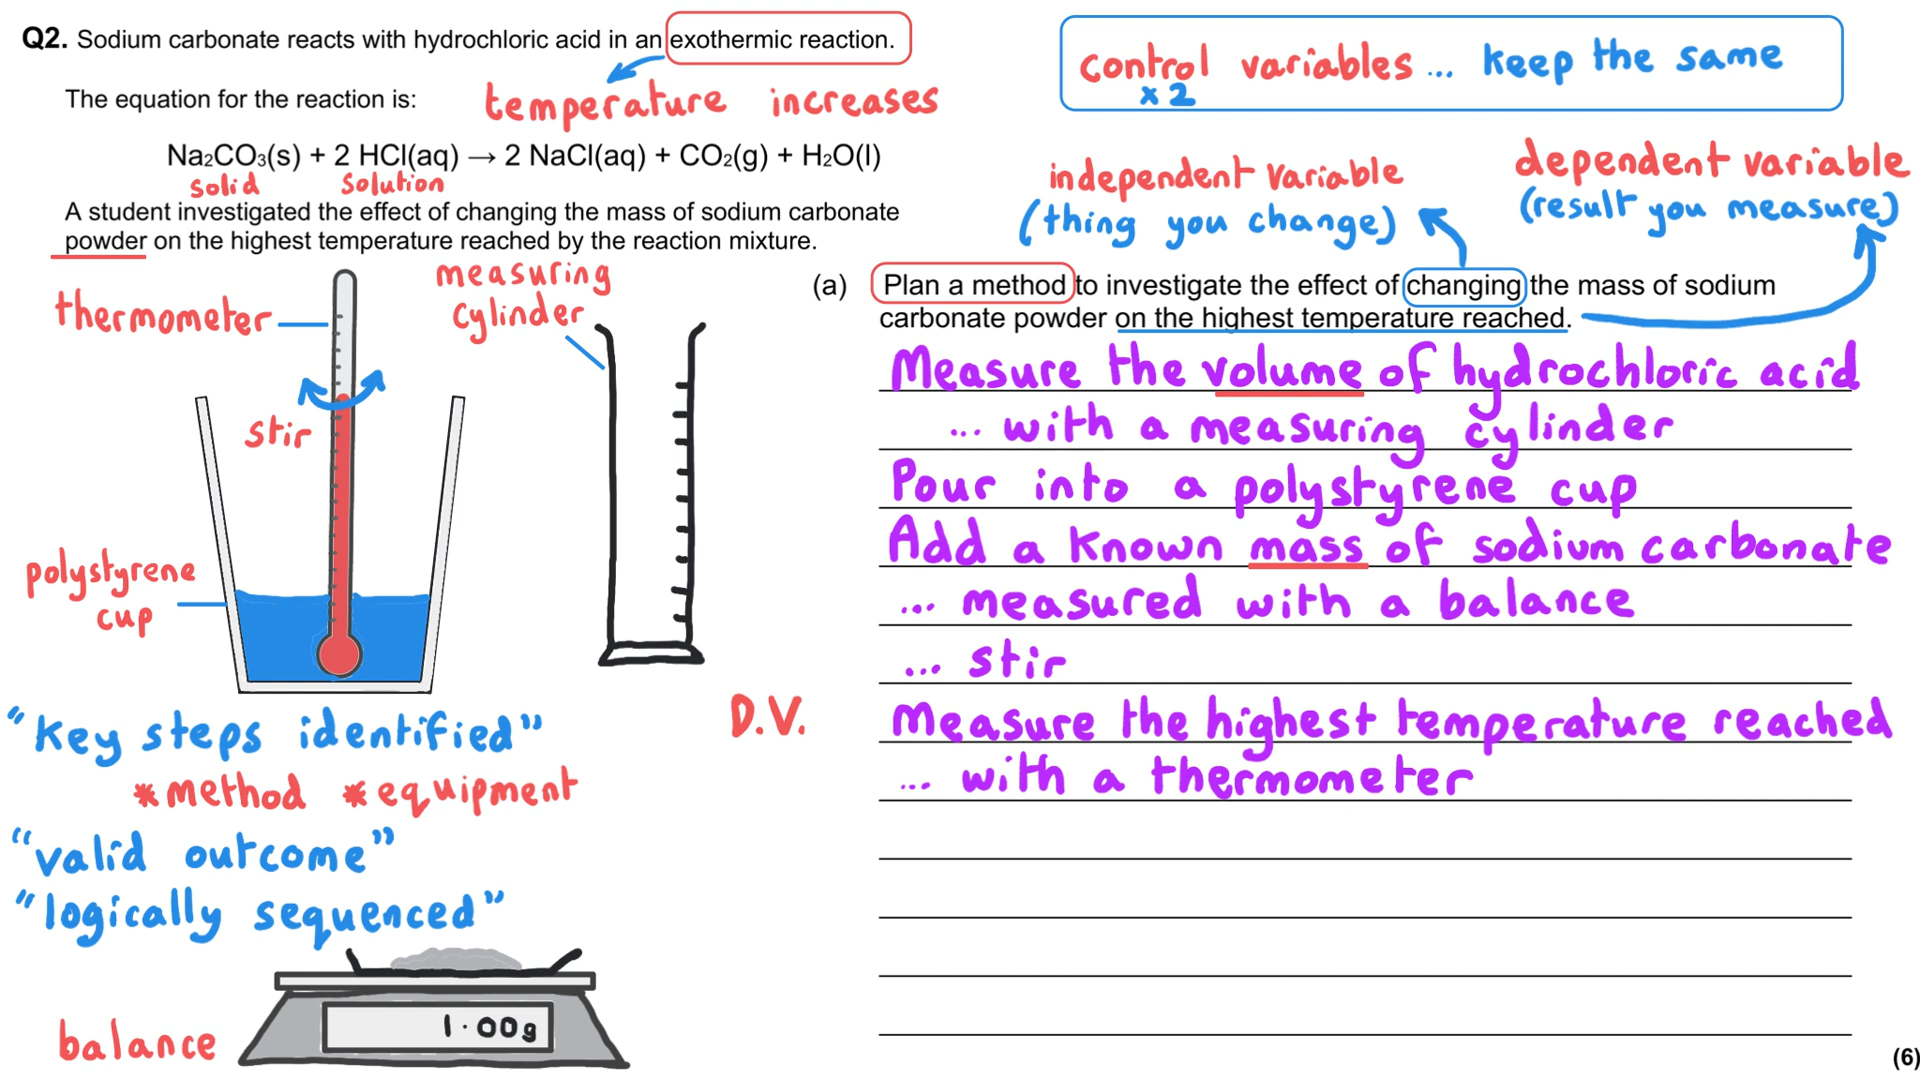 Q2. Sodium carbonate reacts with hydrochloric acid in an exothermic reaction.
temperature increases
The equation for the reaction is:
Na₂CO₃(s) + 2 HCl(aq) → 2 NaCl(aq) + CO₂(g) + H₂O(l)
solid solution
A student investigated the effect of changing the mass of sodium carbonate
powder on the highest temperature reached by the reaction mixture.
thermometer
measuring
cylinder
stir
polystyrene
cup
"key steps identified"
*method *equipment
"valid outcome"
"logically sequenced"
balance
1.00g
control variables... keep the same
x2
independent variable
(thing you change)
dependent variable
(result you measure)
(a) Plan a method to investigate the effect of changing the mass of sodium
carbonate powder on the highest temperature reached.
Measure the volume of hydrochloric acid
... with a measuring cylinder
Pour into a polystyrene cup
Add a known mass of sodium carbonate
... measured with a balance
... stir
D.V. Measure the highest temperature reached
... with a thermometer
(6)